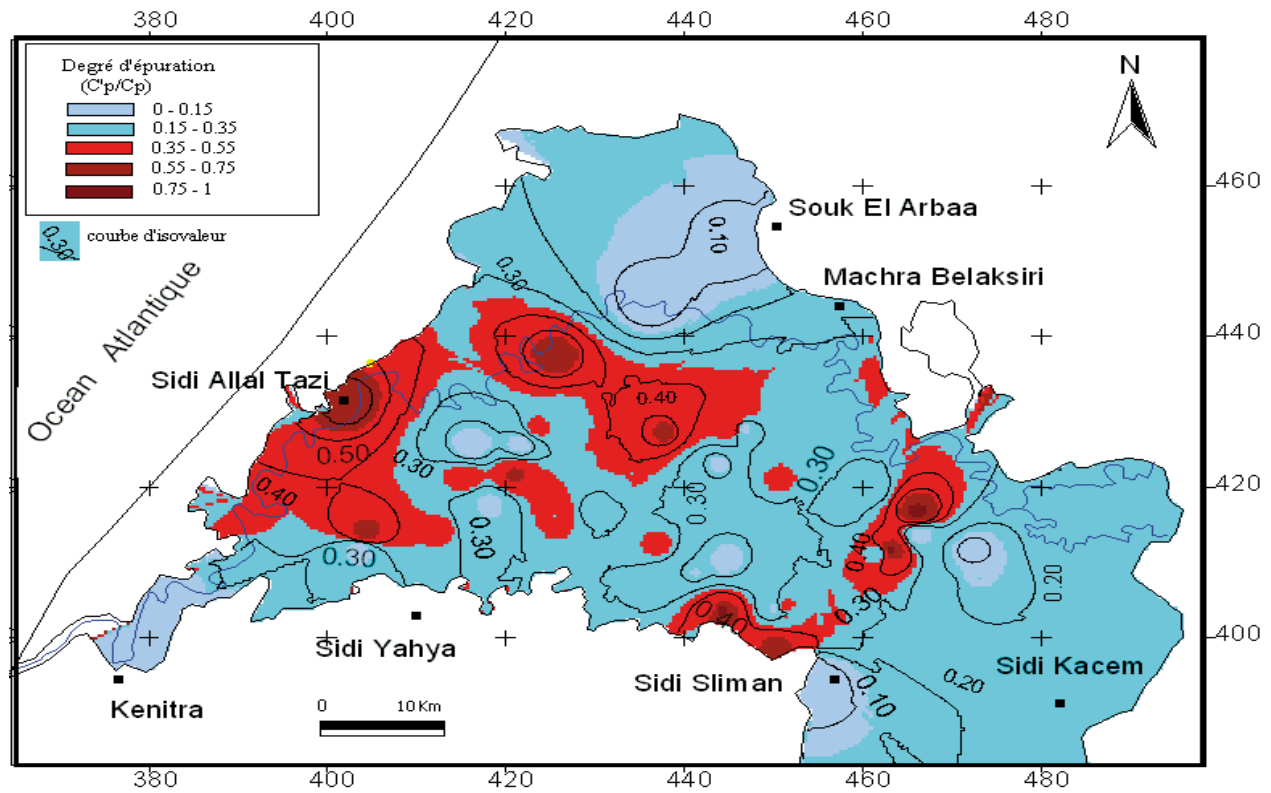 380
400
420
440
460
480
Degré d'épuration
(C'p/Cp)
0 - 0.15
0.15 - 0.35
0.35 - 0.55
0.55 - 0.75
0.75 - 1
0.30
courbe d'isovaleur
N
460
Souk El Arbaa
0.10
Machra Belaksiri
0.30
Ocean Atlantique
440
Sidi Allal Tazi
0.40
0.50
0.30
0.30
0.40
0.30
420
0.30
0.30
0.40
0.20
0.30
0.40
400
Sidi Yahya
Sidi Sliman
0.10
0.20
Sidi Kacem
Kenitra
0
10 Km
380
400
420
440
460
480